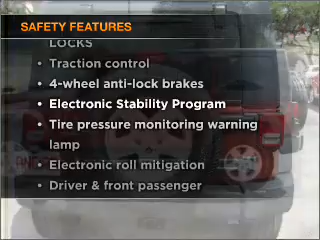 SAFETY FEATURES
LOCKS
• Traction control
• 4-wheel anti-lock brakes
• Electronic Stability Program
• Tire pressure monitoring warning
lamp
• Electronic roll mitigation
• Driver & front passenger